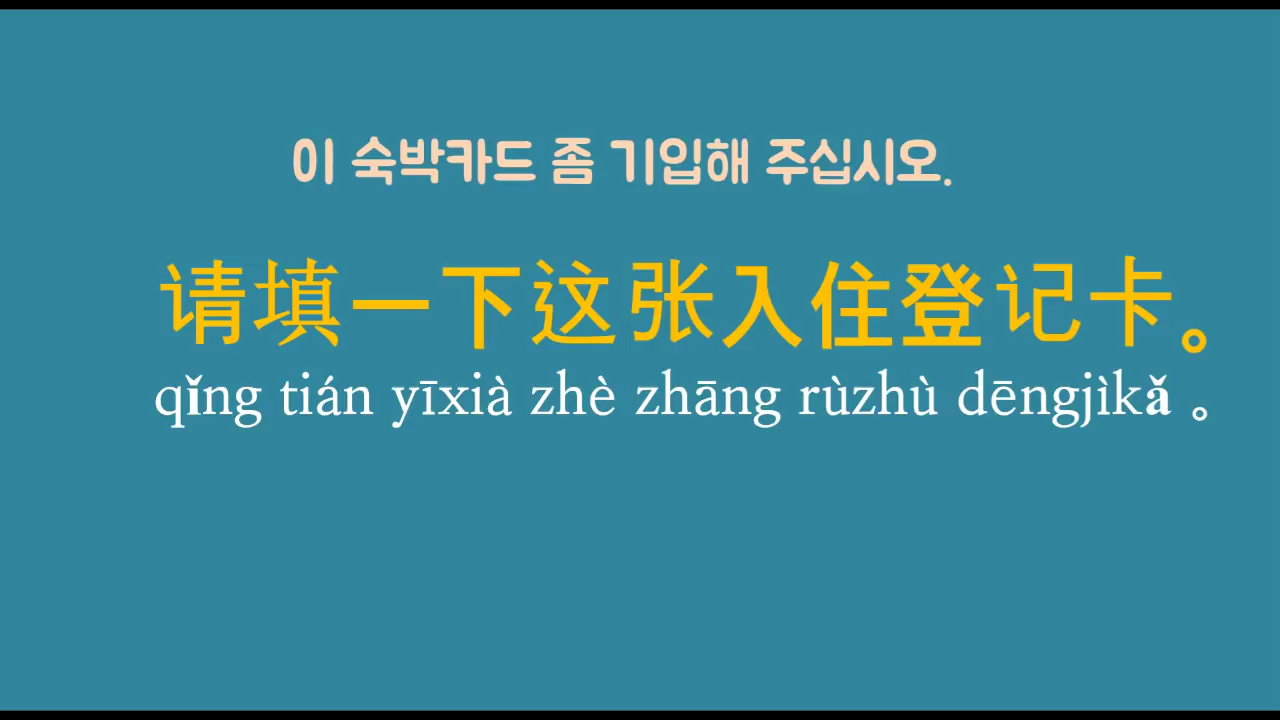 이 숙박카드 좀 기입해 주십시오.
请填一下这张入住登记卡。
qǐng tián yīxià zhè zhāng rùzhù dēngjìkǎ 。